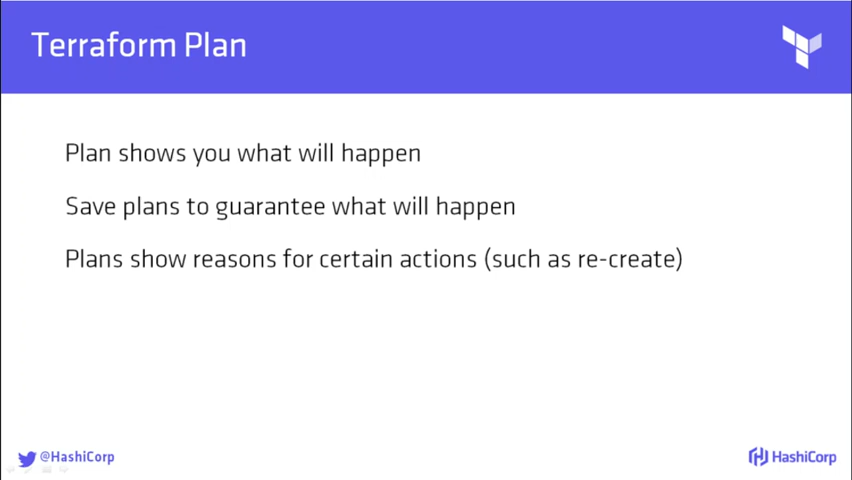 Terraform Plan
Plan shows you what will happen
Save plans to guarantee what will happen
Plans show reasons for certain actions (such as re-create)
@HashiCorp
HashiCorp